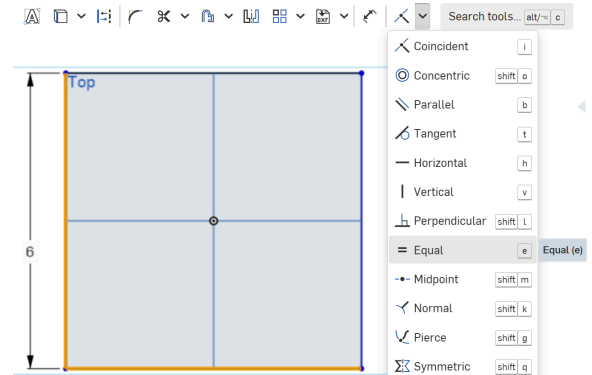 A
DXF
Search tools... alt/⌥ c
Coincident i
Top
Concentric shift o
Parallel b
Tangent t
Horizontal h
Vertical v
Perpendicular shift l
6
Equal e
Equal (e)
Midpoint shift m
Normal shift k
Pierce shift g
Symmetric shift q